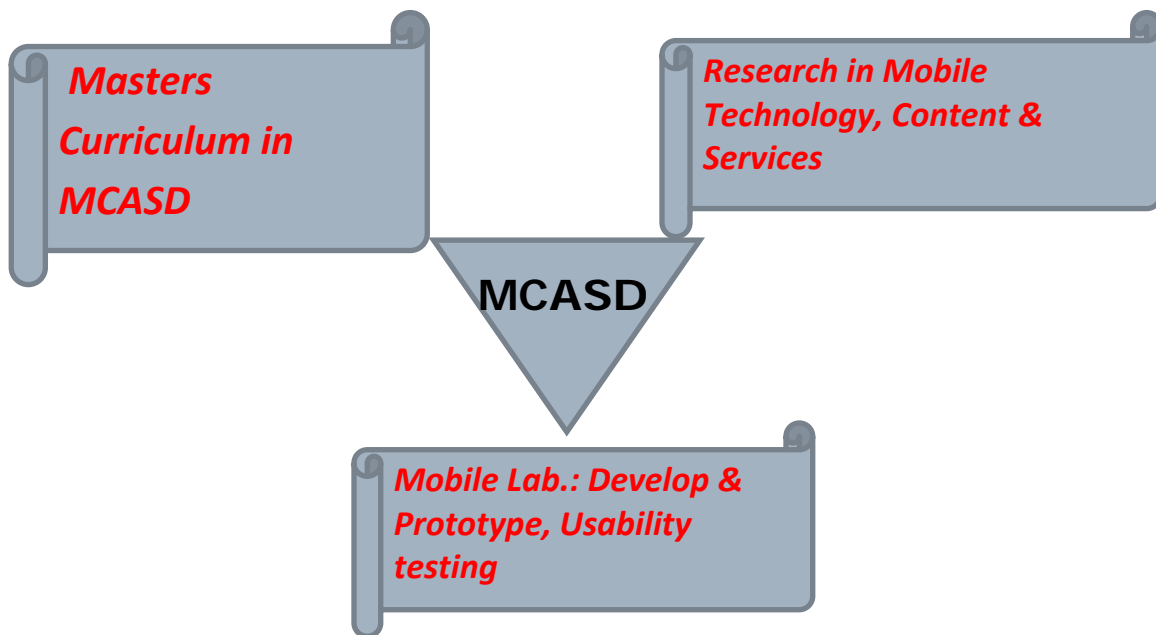 Masters
Curriculum in
MCASD
Research in Mobile
Technology, Content &
Services
MCASD
Mobile Lab.: Develop &
Prototype, Usability
testing